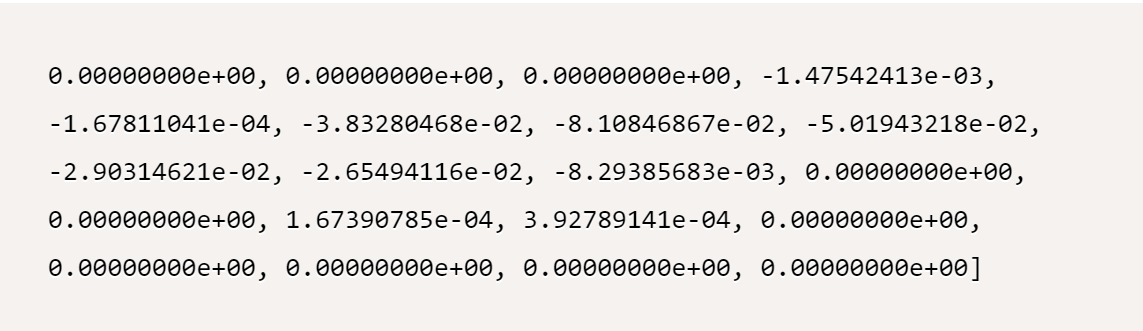 0.00000000e+00, 0.00000000e+00, 0.00000000e+00, -1.47542413e-03,
-1.67811041e-04, -3.83280468e-02, -8.10846867e-02, -5.01943218e-02,
-2.90314621e-02, -2.65494116e-02, -8.29385683e-03, 0.00000000e+00,
0.00000000e+00, 1.67390785e-04, 3.92789141e-04, 0.00000000e+00,
0.00000000e+00, 0.00000000e+00, 0.00000000e+00, 0.00000000e+00]